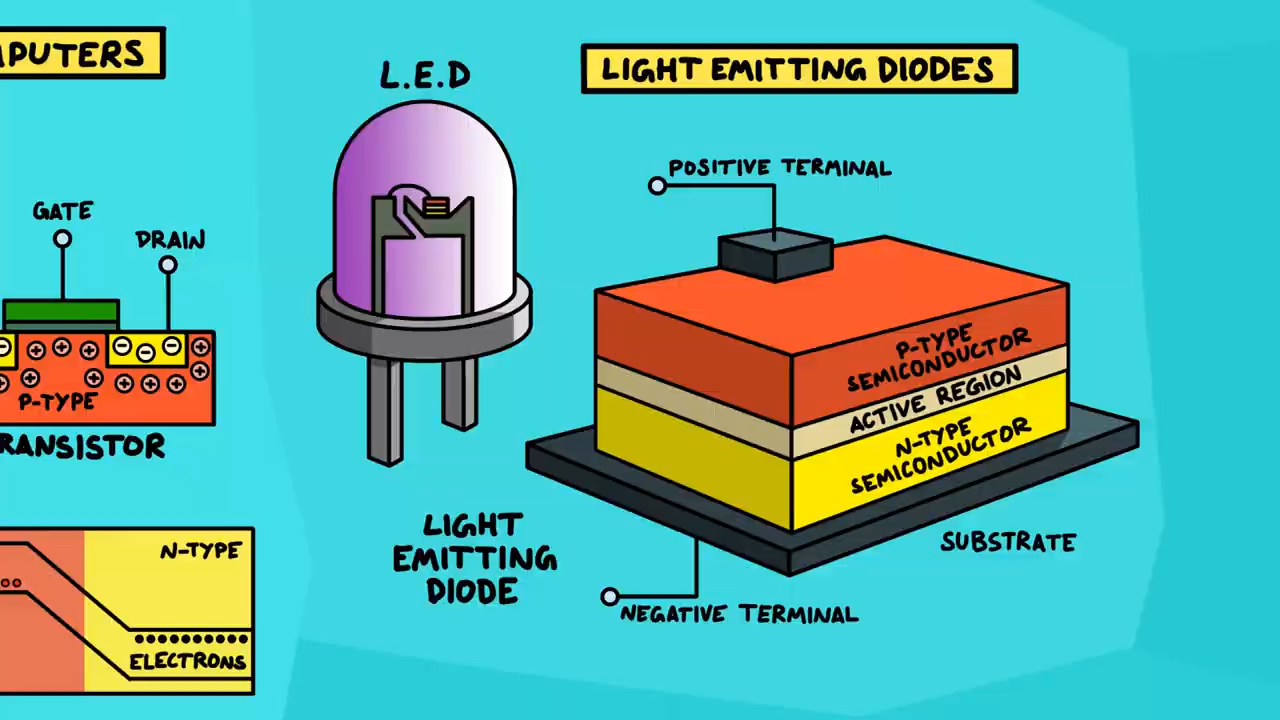 PUTERS
L.E.D
LIGHT EMITTING DIODES
POSITIVE TERMINAL
GATE
DRAIN
P-TYPE
SEMICONDUCTOR
ACTIVE REGION
N-TYPE
SEMICONDUCTOR
P-TYPE
RANSISTOR
LIGHT
EMITTING
DIODE
SUBSTRATE
NEGATIVE TERMINAL
N-TYPE
ELECTRONS